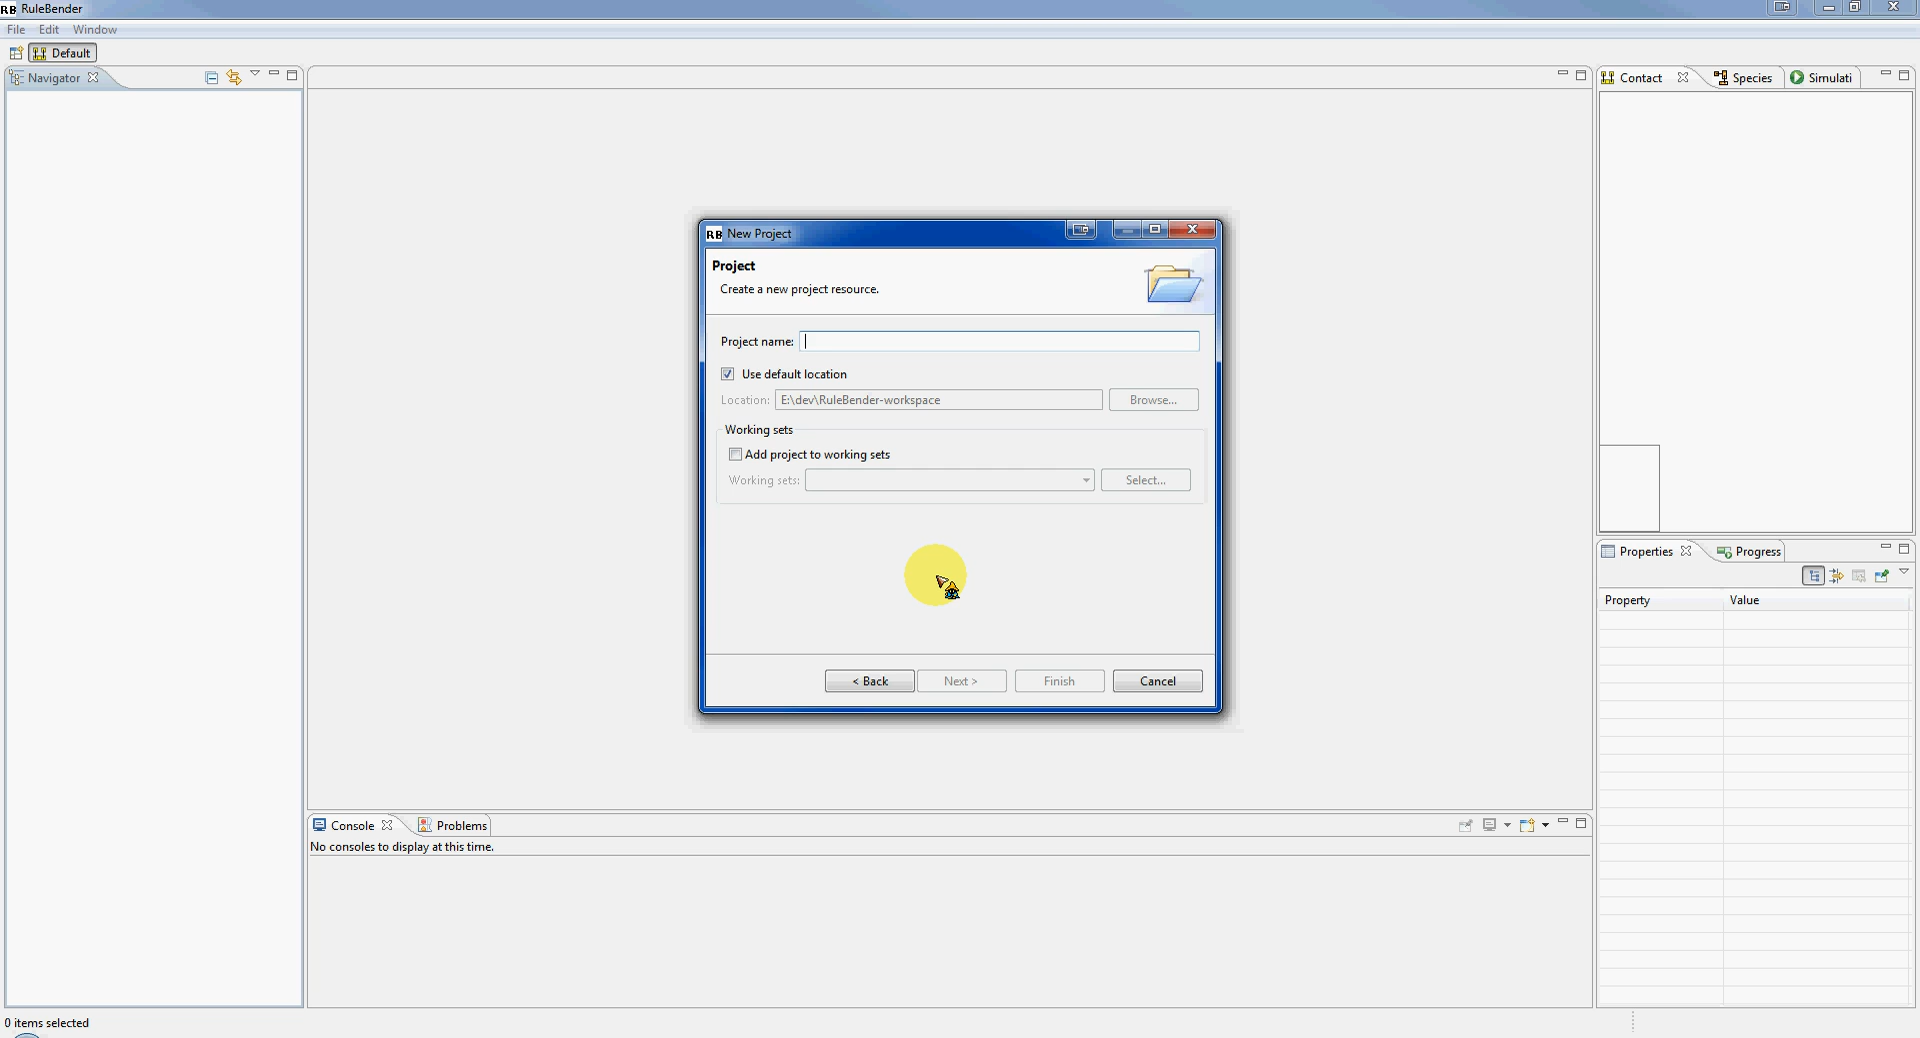 RB RuleBender
File Edit Window
Default
Navigator
Contact Species Simulati
RB New Project
Project
Create a new project resource.
Project name:
Use default location
Location: E:\dev\RuleBender-workspace Browse...
Working sets
Add project to working sets
Working sets: Select...
< Back Next > Finish Cancel
Properties Progress
Property Value
Console Problems
No consoles to display at this time.
0 items selected